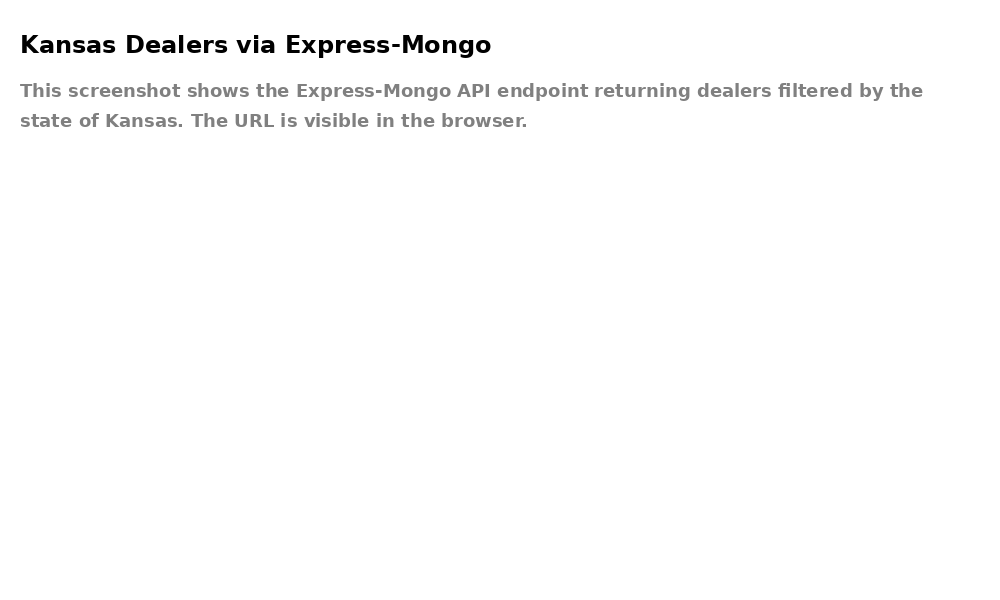 Kansas Dealers via Express-Mongo
This screenshot shows the Express-Mongo API endpoint returning dealers filtered by the
state of Kansas. The URL is visible in the browser.